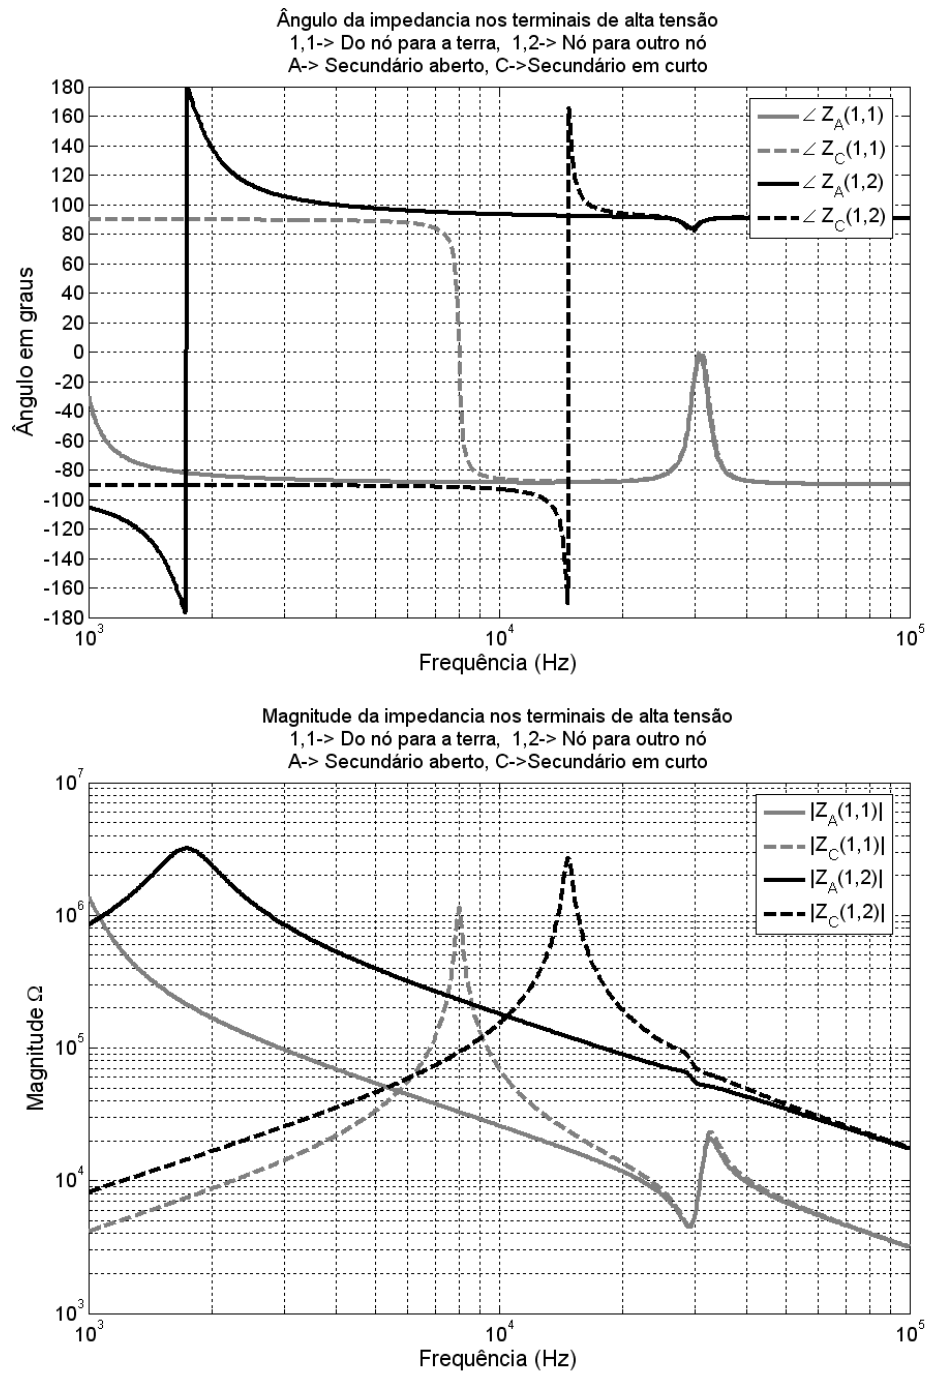 Ângulo da impedancia nos terminais de alta tensão
1,1-> Do nó para a terra, 1,2-> Nó para outro nó
A-> Secundário aberto, C->Secundário em curto
180
160
140
120
100
80
60
40
20
0
-20
-40
-60
-80
-100
-120
-140
-160
-180
Ângulo em graus
∠ Z_A(1,1)
∠ Z_C(1,1)
∠ Z_A(1,2)
∠ Z_C(1,2)
10^3
10^4
10^5
Frequência (Hz)
Magnitude da impedancia nos terminais de alta tensão
1,1-> Do nó para a terra, 1,2-> Nó para outro nó
A-> Secundário aberto, C->Secundário em curto
10^7
10^6
10^5
10^4
10^3
Magnitude Ω
|Z_A(1,1)|
|Z_C(1,1)|
|Z_A(1,2)|
|Z_C(1,2)|
10^3
10^4
10^5
Frequência (Hz)